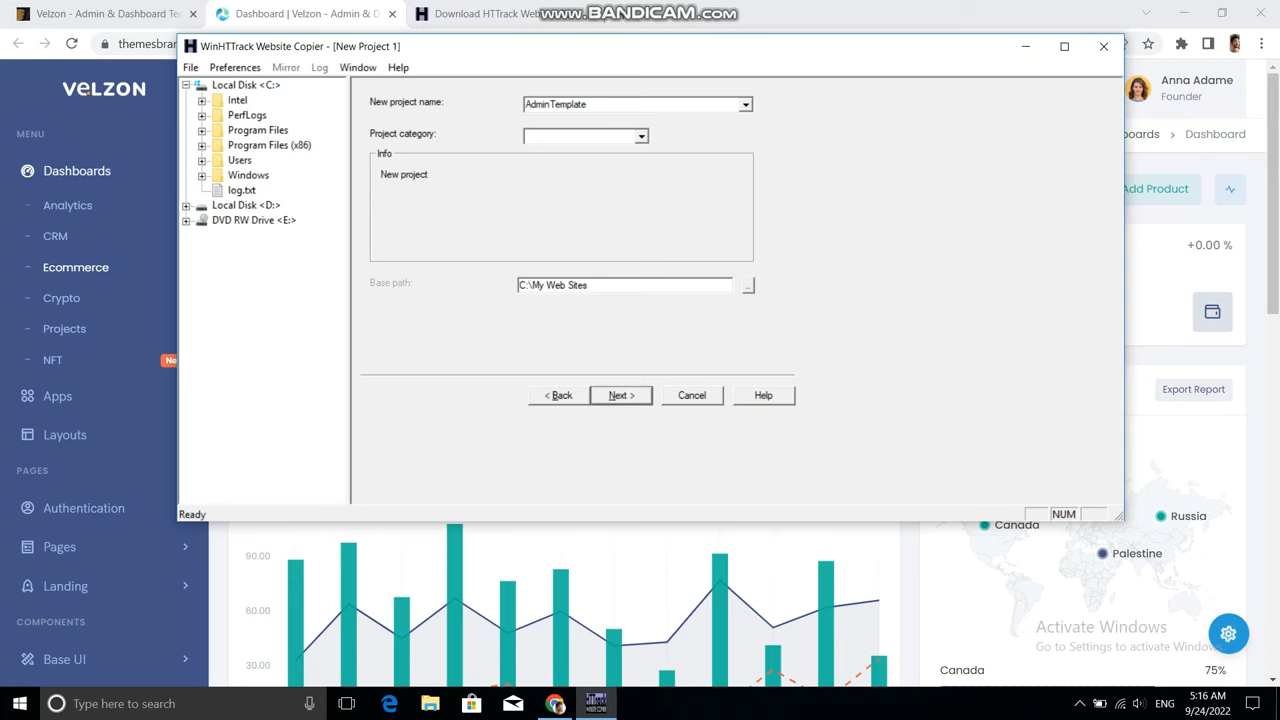 Velzon - Admin & Dashboard Te
Dashboard | Velzon - Admin & D
Download HTTrack Web
www.BANDICAM.com
themesbra
WinHTTrack Website Copier - [New Project 1]
File Preferences Mirror Log Window Help
Local Disk <C:>
Intel
PerfLogs
Program Files
Program Files (x86)
Users
Windows
log.txt
Local Disk <D:>
DVD RW Drive <E:>
New project name:
AdminTemplate
Project category:
Info
New project
Base path:
C:\My Web Sites
..
< Back
Next >
Cancel
Help
Ready
NUM
VELZON
MENU
Dashboards
Analytics
CRM
Ecommerce
Crypto
Projects
NFT
Ne
Apps
Layouts
PAGES
Authentication
Pages
Landing
COMPONENTS
Base UI
Anna Adame
Founder
boards > Dashboard
Add Product
+0.00 %
Export Report
Canada
Russia
Palestine
90.00
60.00
30.00
Activate Windows
Go to Settings to activate Windows.
Canada 75%
Type here to search
ENG
5:16 AM
9/24/2022